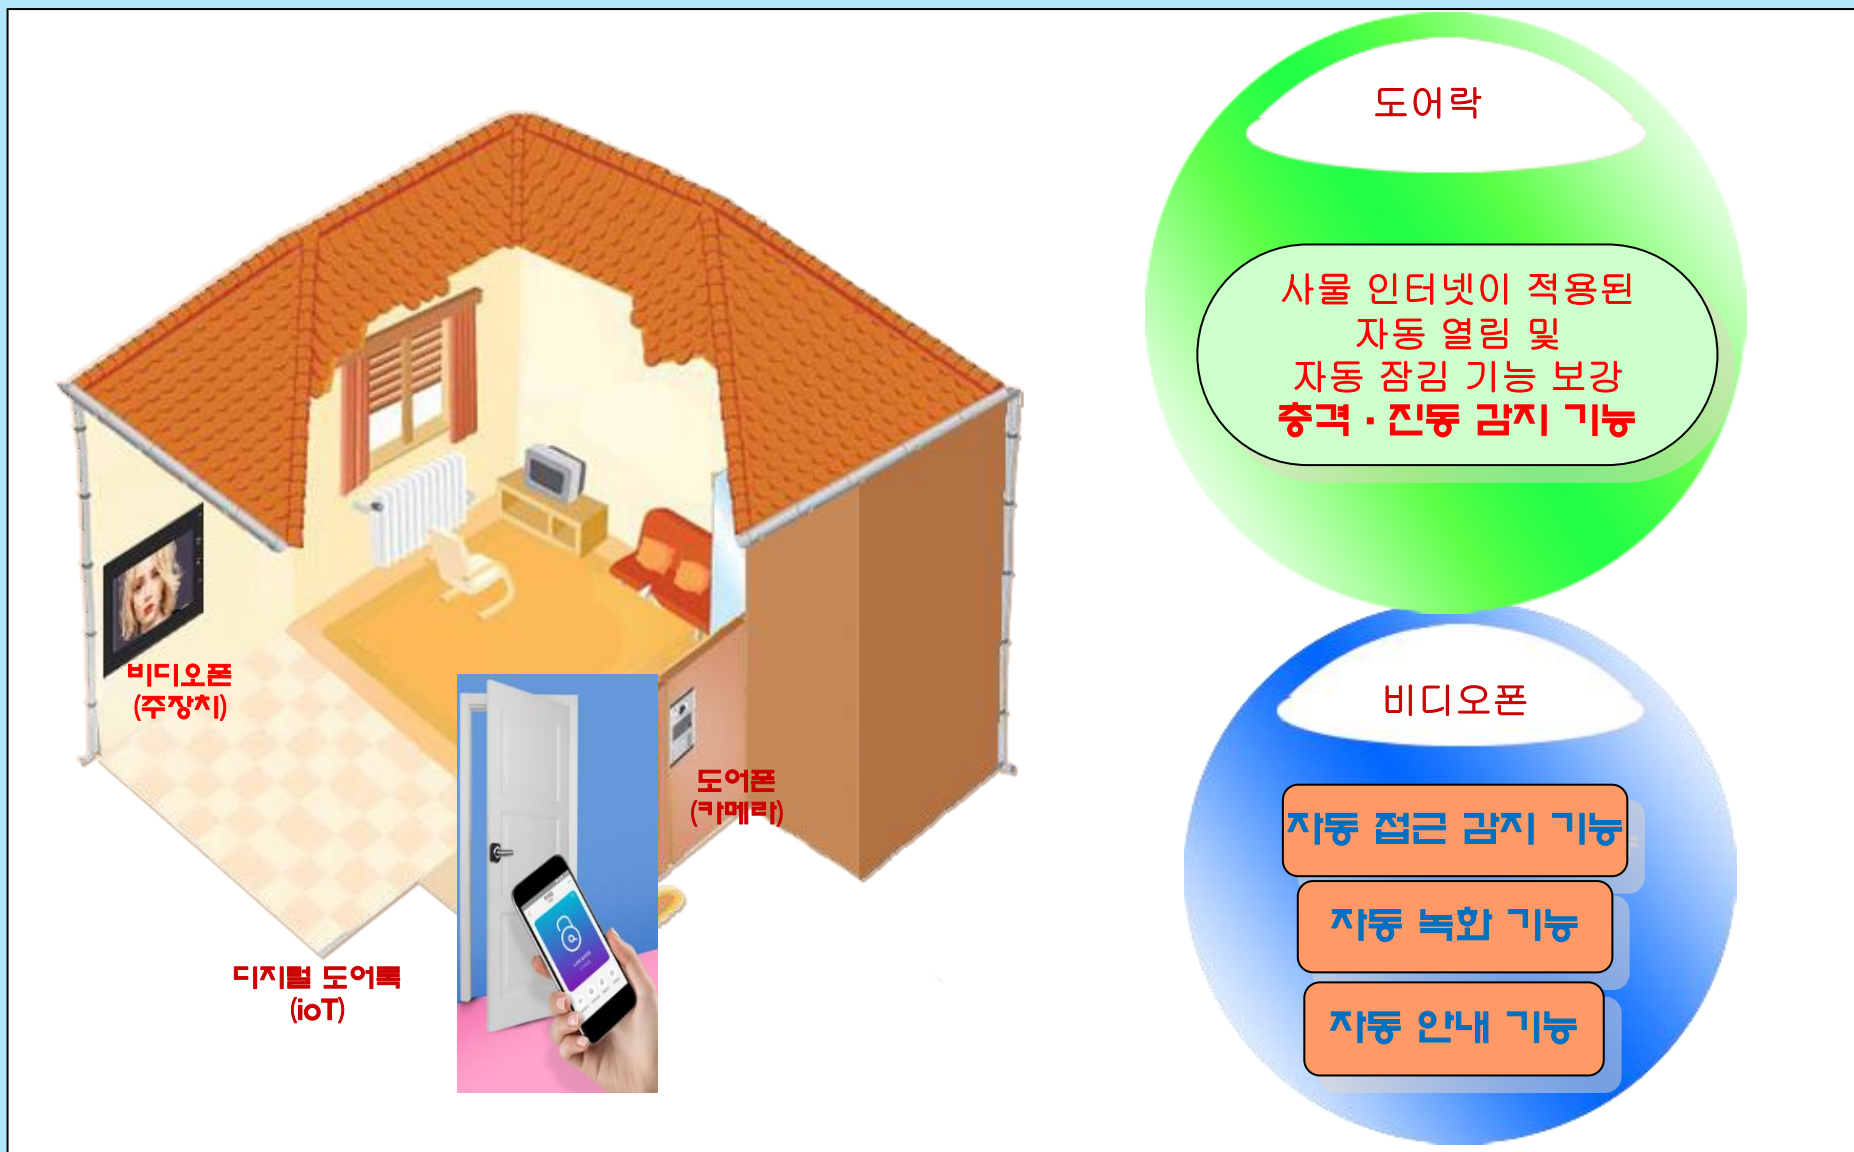 도어락
사물 인터넷이 적용된
자동 열림 및
자동 잠김 기능 보강
충격 · 진동 감지 기능
비디오폰
(주장치)
도어폰
(카메라)
디지털 도어록
(ioT)
비디오폰
자동 접근 감지 기능
자동 녹화 기능
자동 안내 기능